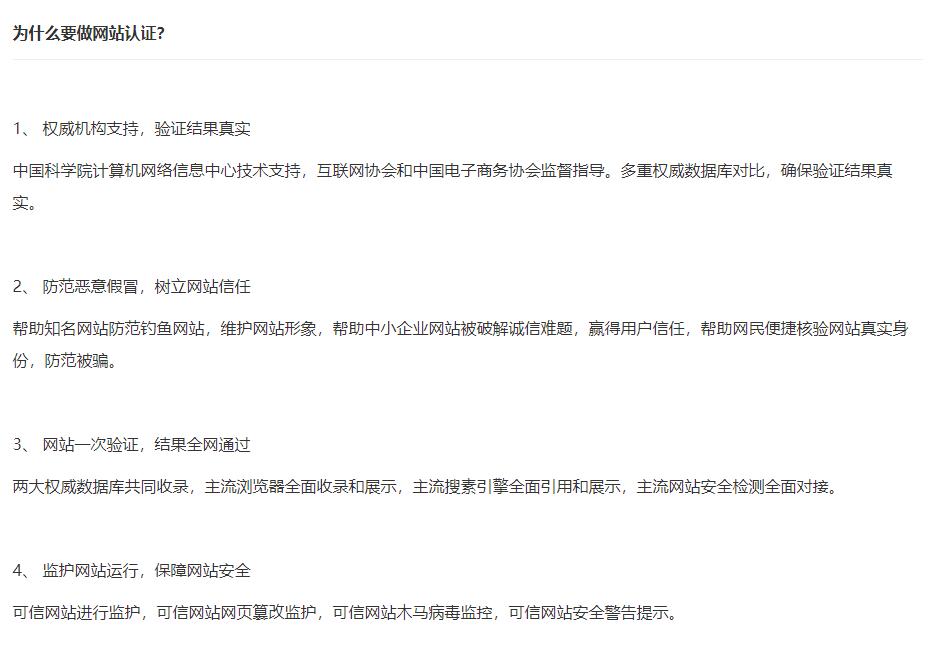 为什么要做网站认证?
1、 权威机构支持，验证结果真实
中国科学院计算机网络信息中心技术支持，互联网协会和中国电子商务协会监督指导。多重权威数据库对比，确保验证结果真
实。
2、 防范恶意假冒，树立网站信任
帮助知名网站防范钓鱼网站，维护网站形象，帮助中小企业网站被破解诚信难题，赢得用户信任，帮助网民便捷核验网站真实身
份，防范被骗。
3、 网站一次验证，结果全网通过
两大权威数据库共同收录，主流浏览器全面收录和展示，主流搜素引擎全面引用和展示，主流网站安全检测全面对接。
4、 监护网站运行，保障网站安全
可信网站进行监护，可信网站网页篡改监护，可信网站木马病毒监控，可信网站安全警告提示。